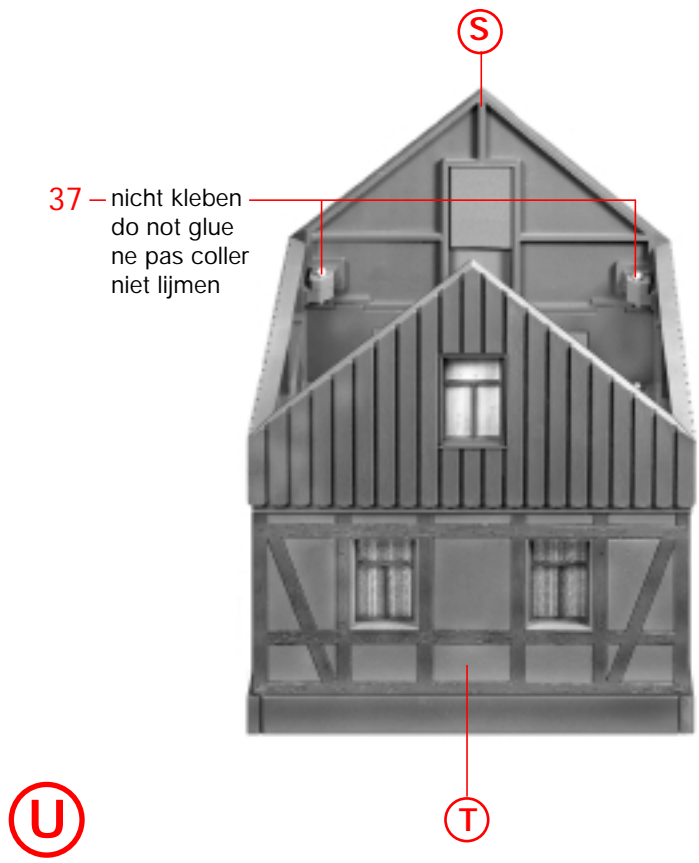 S
37 nicht kleben
do not glue
ne pas coller
niet lijmen
T
U